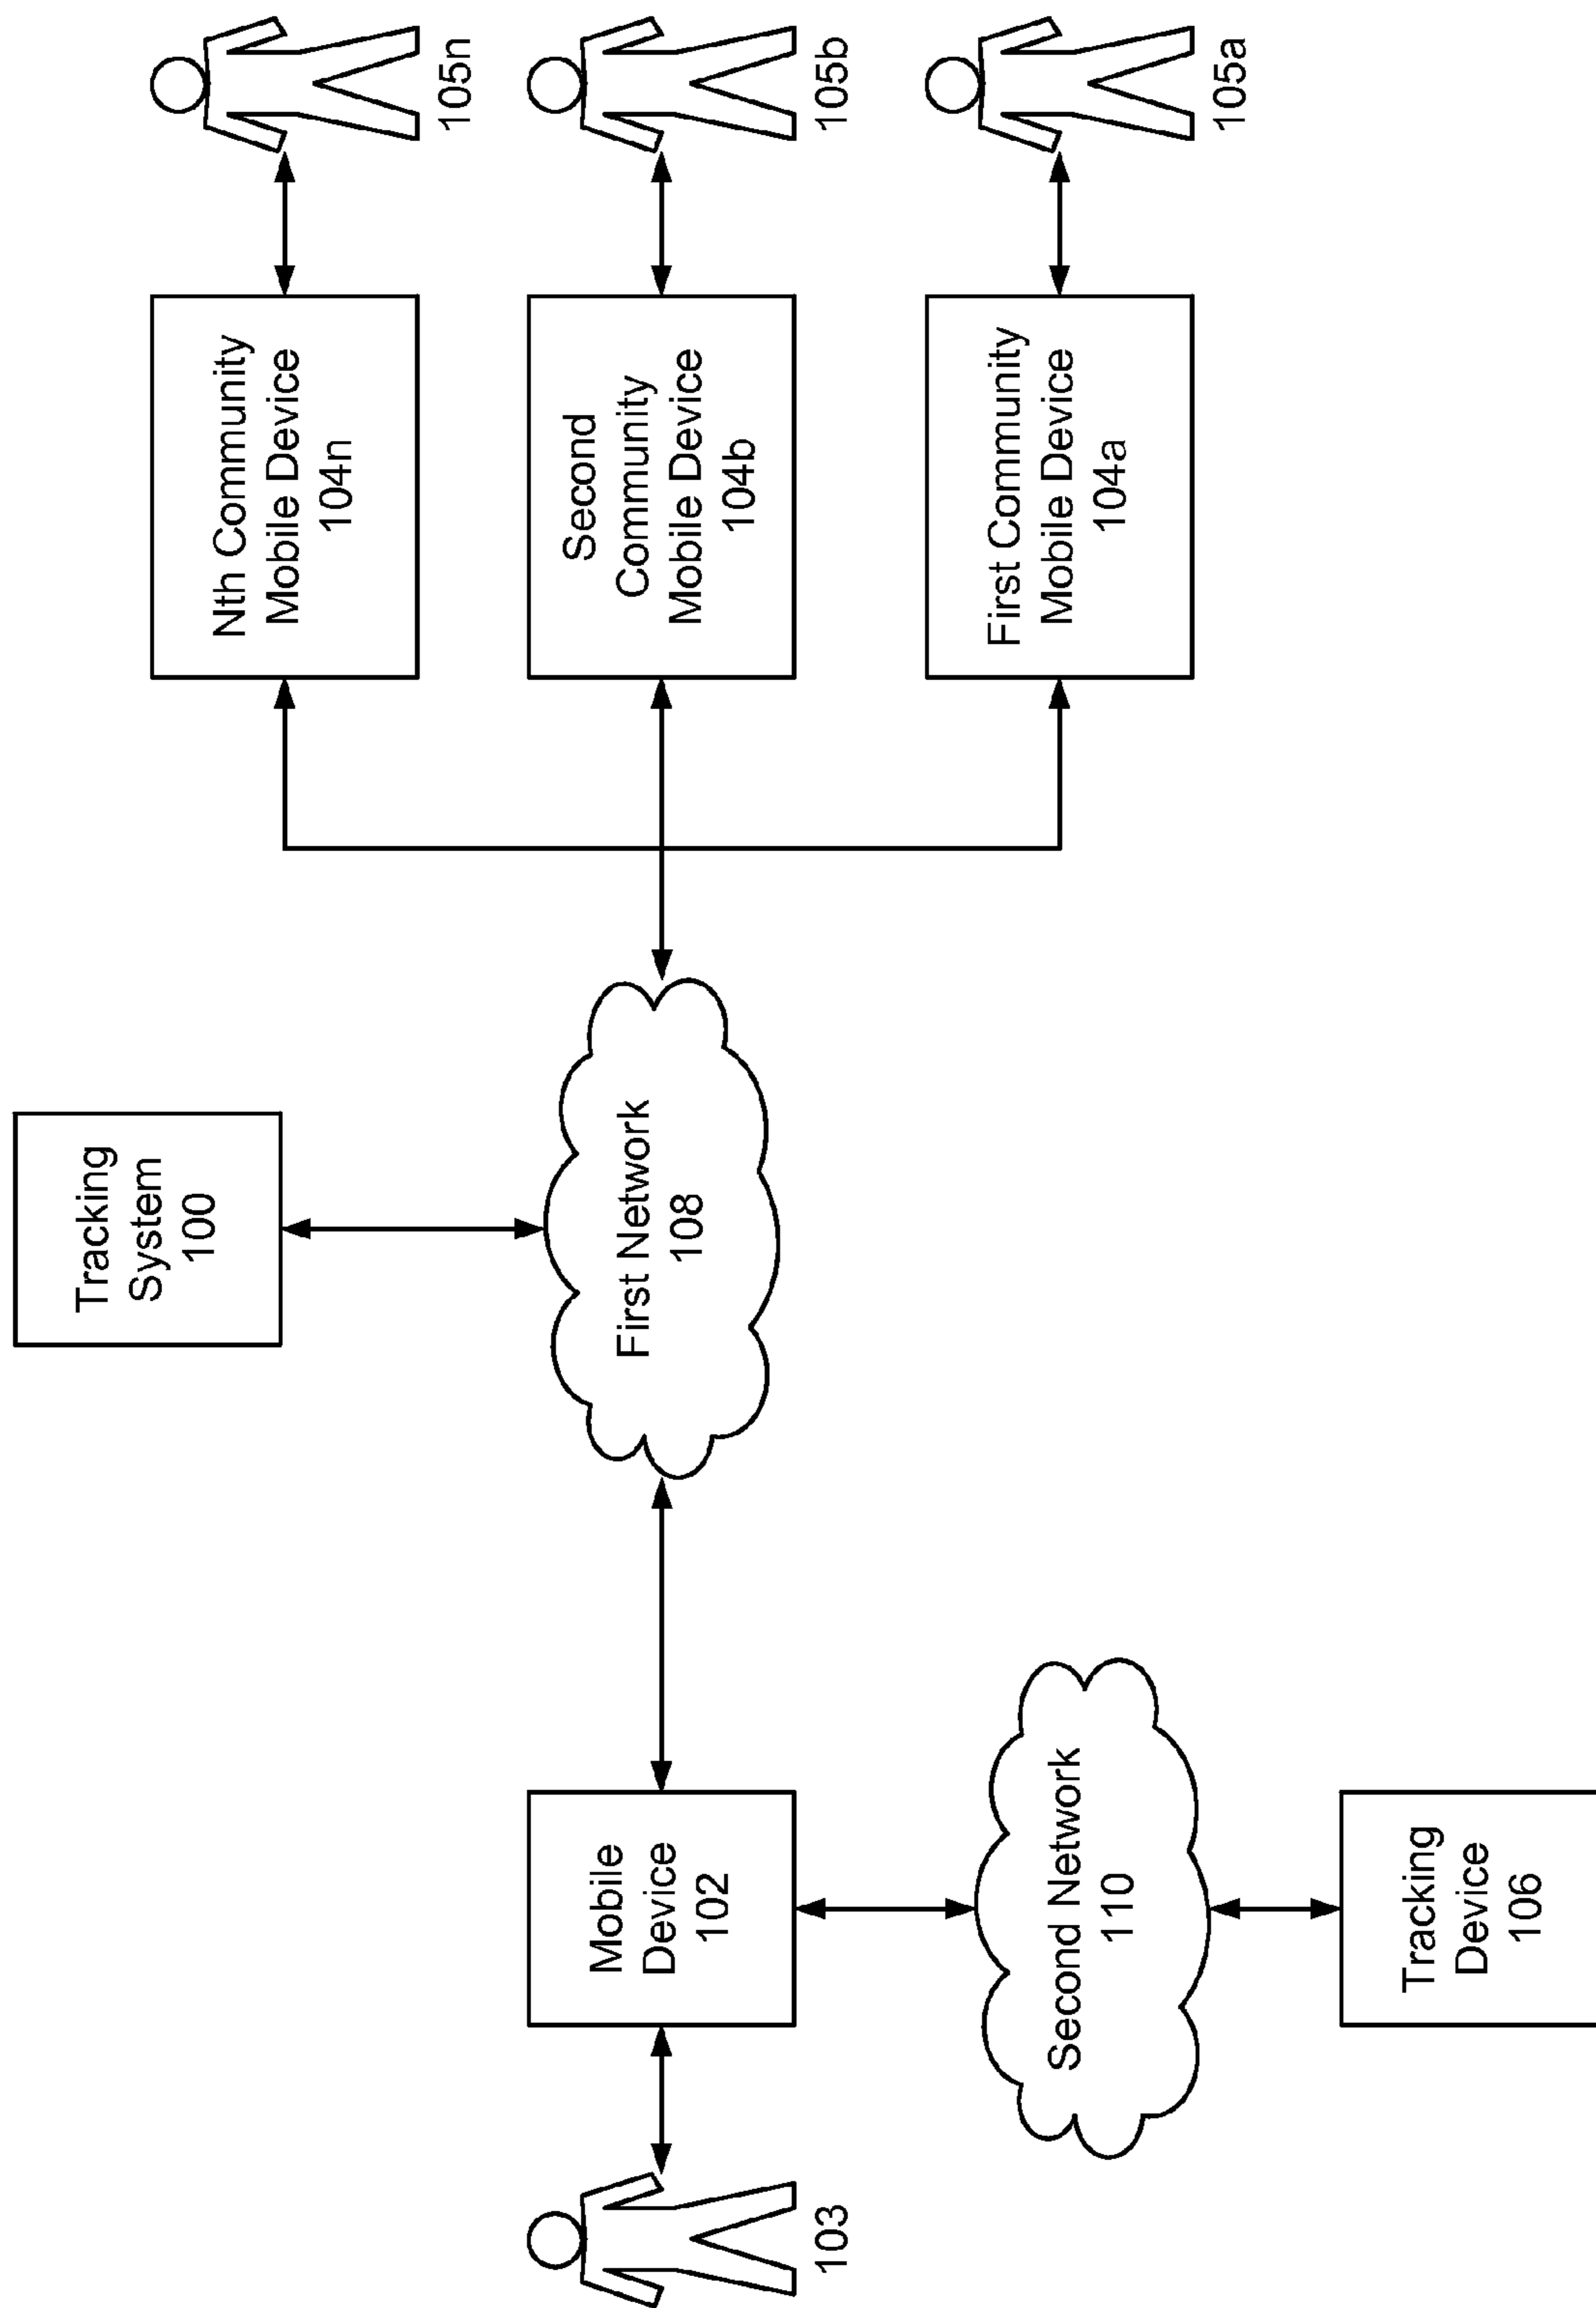 Tracking
System
100
Nth Community
Mobile Device
104n
105n
103
Mobile
Device
102
First Network
108
Second
Community
Mobile Device
104b
105b
Second Network
110
First Community
Mobile Device
104a
105a
Tracking
Device
106